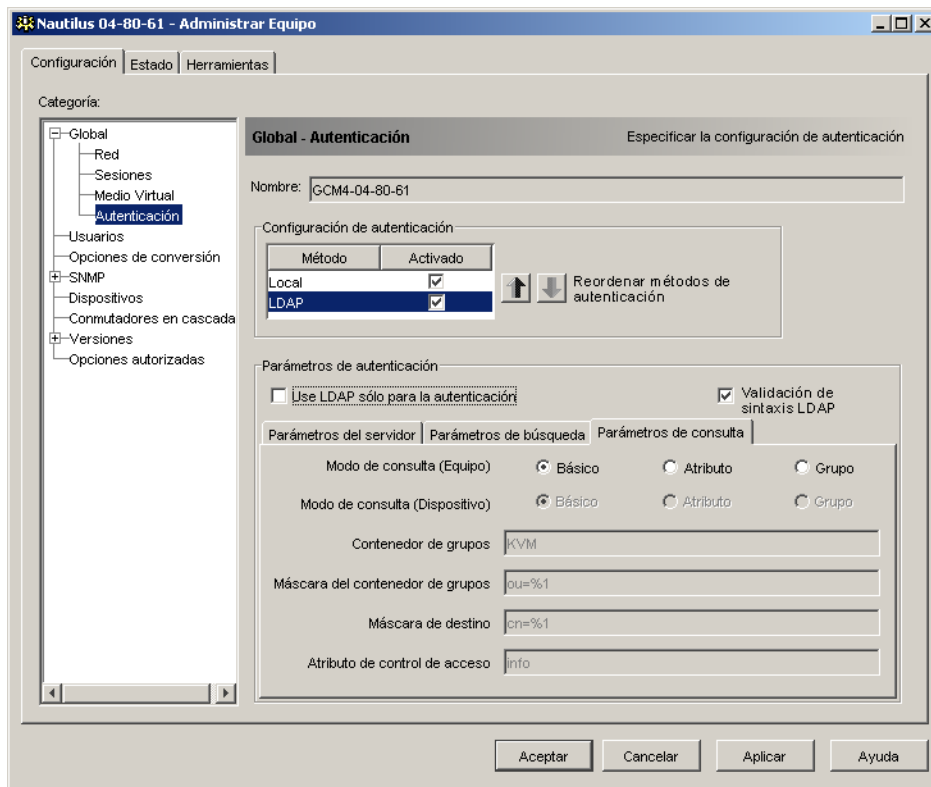 Nautilus 04-80-61 - Administrar Equipo
Configuración Estado Herramientas
Categoría:
Global
Red
Sesiones
Medio Virtual
Autenticación
Usuarios
Opciones de conversión
SNMP
Dispositivos
Conmutadores en cascada
Versiones
Opciones autorizadas
Global - Autenticación Especificar la configuración de autenticación
Nombre: GCM4-04-80-61
Configuración de autenticación
Método Activado
Local
LDAP
Reordenar métodos de
autenticación
Parámetros de autenticación
Use LDAP sólo para la autenticación
Validación de
sintaxis LDAP
Parámetros del servidor Parámetros de búsqueda Parámetros de consulta
Modo de consulta (Equipo) Básico Atributo Grupo
Modo de consulta (Dispositivo) Básico Atributo Grupo
Contenedor de grupos KVM
Máscara del contenedor de grupos ou=%1
Máscara de destino cn=%1
Atributo de control de acceso info
Aceptar Cancelar Aplicar Ayuda